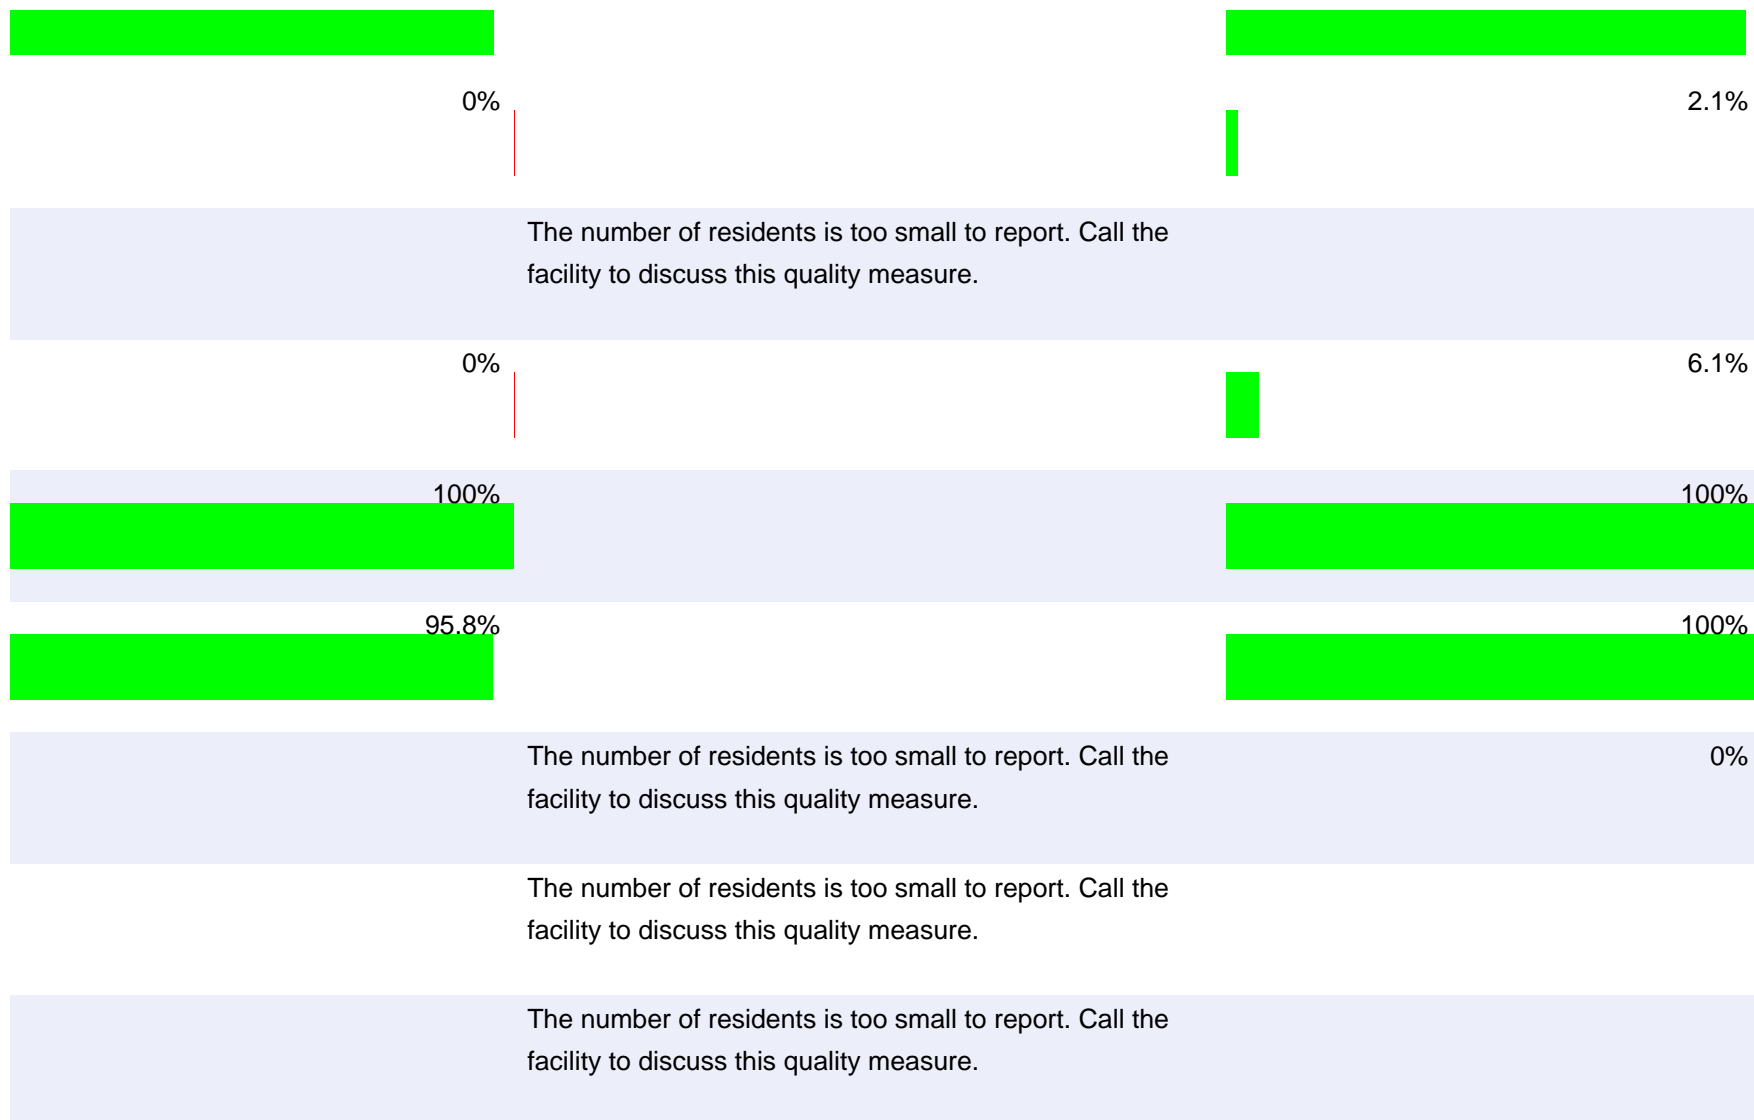 0% 2.1%
The number of residents is too small to report. Call the
facility to discuss this quality measure.
0% 6.1%
100% 100%
95.8% 100%
The number of residents is too small to report. Call the 0%
facility to discuss this quality measure.
The number of residents is too small to report. Call the
facility to discuss this quality measure.
The number of residents is too small to report. Call the
facility to discuss this quality measure.